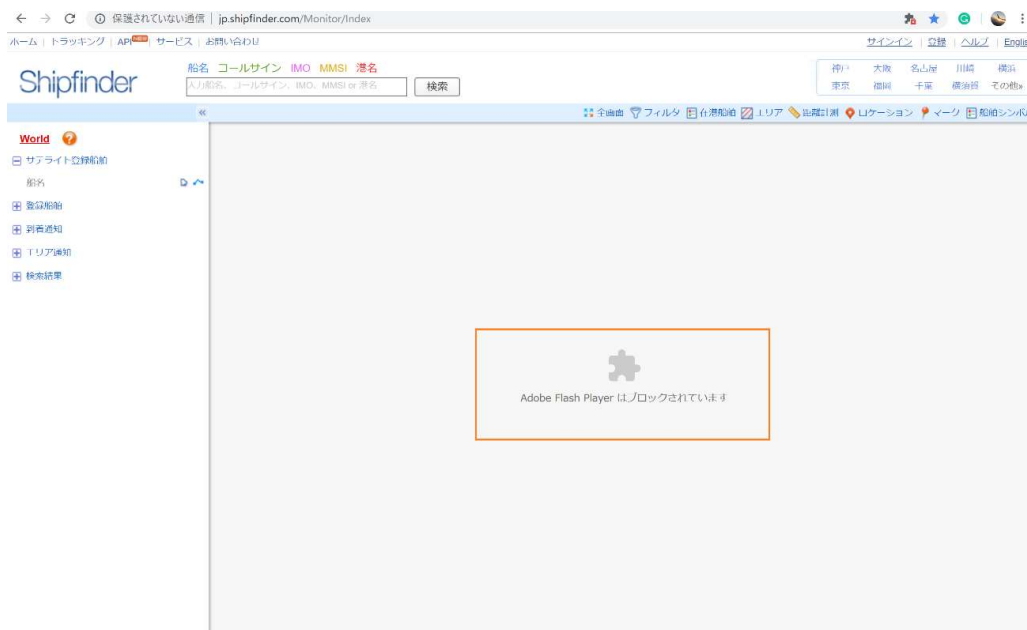 保護されていない通信 | jp.shipfinder.com/Monitor/Index
ホーム | トラッキング | API | サービス | お問い合わせ
サインイン | 登録 | ヘルプ | Englis
Shipfinder
船名 コールサイン IMO MMSI 港名
入力船名、コールサイン、IMO、MMSI or 港名
検索
神戸 大阪 名古屋 川崎 横浜
東京 福岡 千葉 横須賀 その他»
«
全画面 フィルタ 在港船舶 エリア 距離計測 ロケーション マーク 船舶シンボル
World
サテライト登録船舶
船名
登録船舶
到着通知
エリア通知
検索結果
Adobe Flash Player はブロックされています